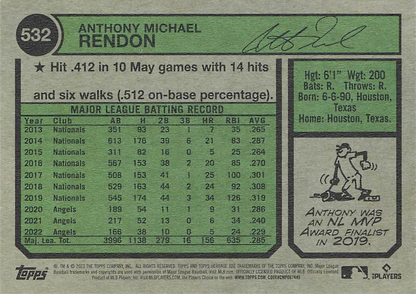 532
ANTHONY MICHAEL
RENDON
★ Hit .412 in 10 May games with 14 hits
and six walks (.512 on-base percentage).
Hgt: 6'1" Wgt: 200
Bats: R. Throws: R.
Born: 6-6-90, Houston,
Texas
Home: Houston, Texas.
MAJOR LEAGUE BATTING RECORD
Year Club AB H 2B 3B HR RBI AVG
2013 Nationals 351 93 23 1 7 35 .265
2014 Nationals 613 176 39 6 21 83 .287
2015 Nationals 311 82 16 0 5 25 .264
2016 Nationals 567 153 38 2 20 85 .270
2017 Nationals 508 153 41 1 25 100 .301
2018 Nationals 529 163 44 2 24 92 .308
2019 Nationals 545 174 44 3 34 126 .319
2020 Angels 189 54 11 1 9 31 .286
2021 Angels 217 52 13 0 6 34 .240
2022 Angels 166 38 10 0 5 24 .229
Maj. Lea. Tot. 3996 1138 279 16 156 635 .285
ANTHONY WAS
AN NL MVP
AWARD FINALIST
IN 2019.
Topps
MLB
PLAYERS